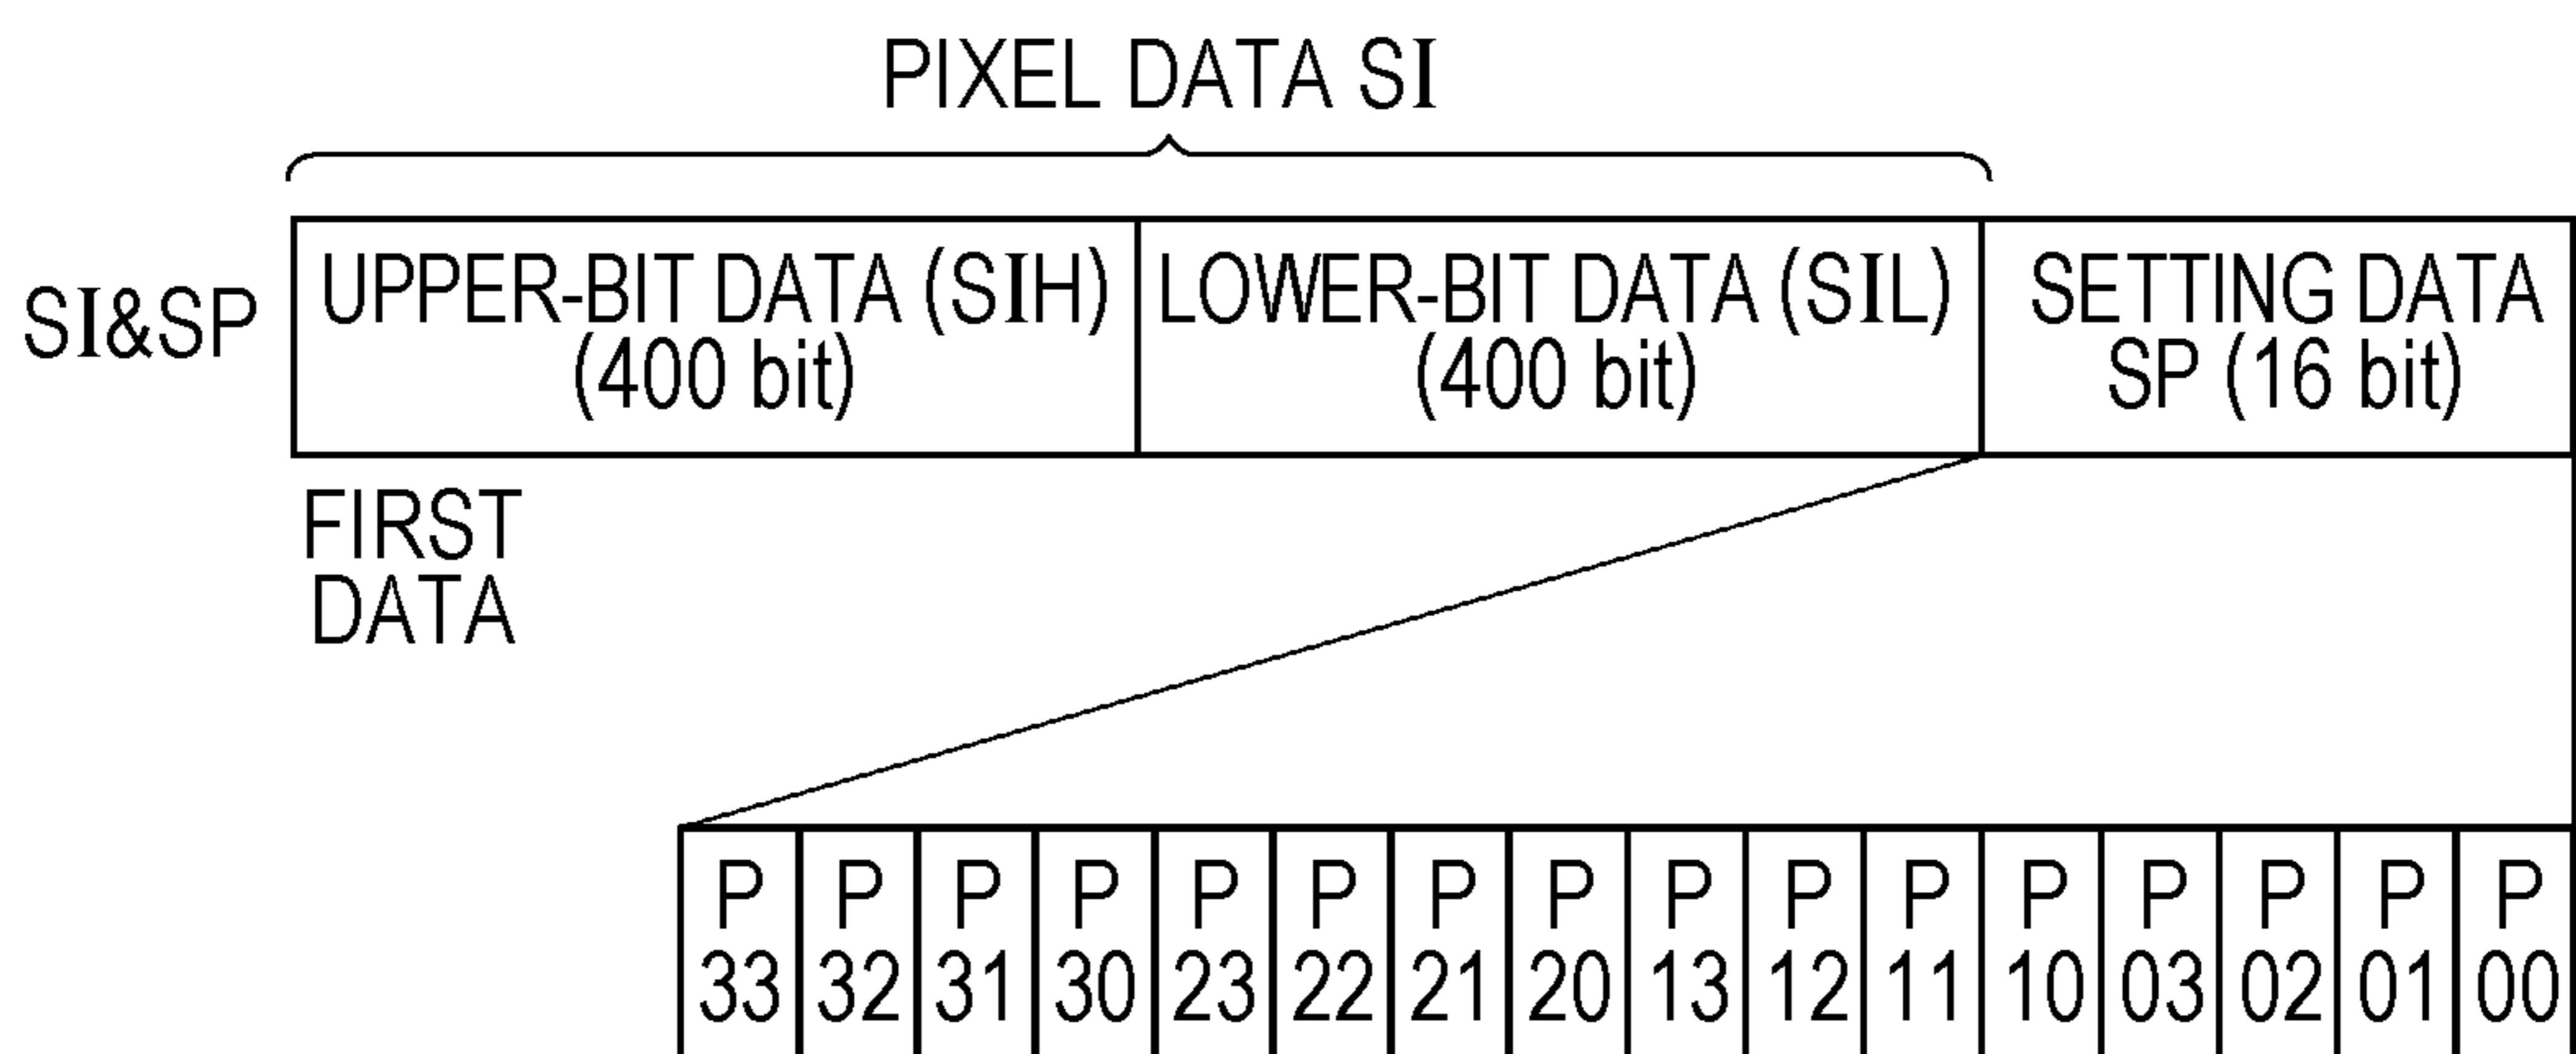 PIXEL DATA SI
SI&SP
UPPER-BIT DATA (SIH)
(400 bit)
LOWER-BIT DATA (SIL)
(400 bit)
SETTING DATA
SP (16 bit)
FIRST
DATA
P P P P P P P P P P P P P P P P
33 32 31 30 23 22 21 20 13 12 11 10 03 02 01 00